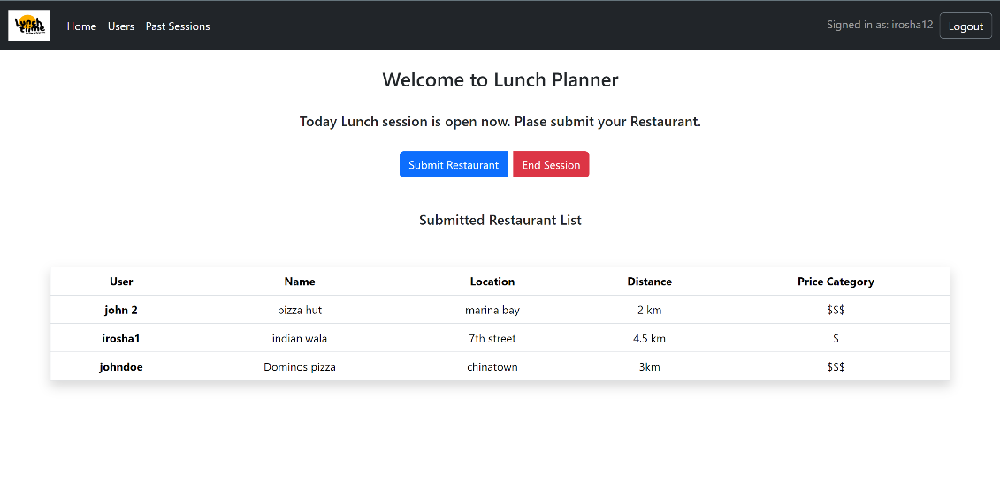 Lunch
time
Home Users Past Sessions
Signed in as: irosha12 Logout
Welcome to Lunch Planner
Today Lunch session is open now. Plase submit your Restaurant.
Submit Restaurant End Session
Submitted Restaurant List
User Name Location Distance Price Category
john 2 pizza hut marina bay 2 km $$$
irosha1 indian wala 7th street 4.5 km $
johndoe Dominos pizza chinatown 3km $$$